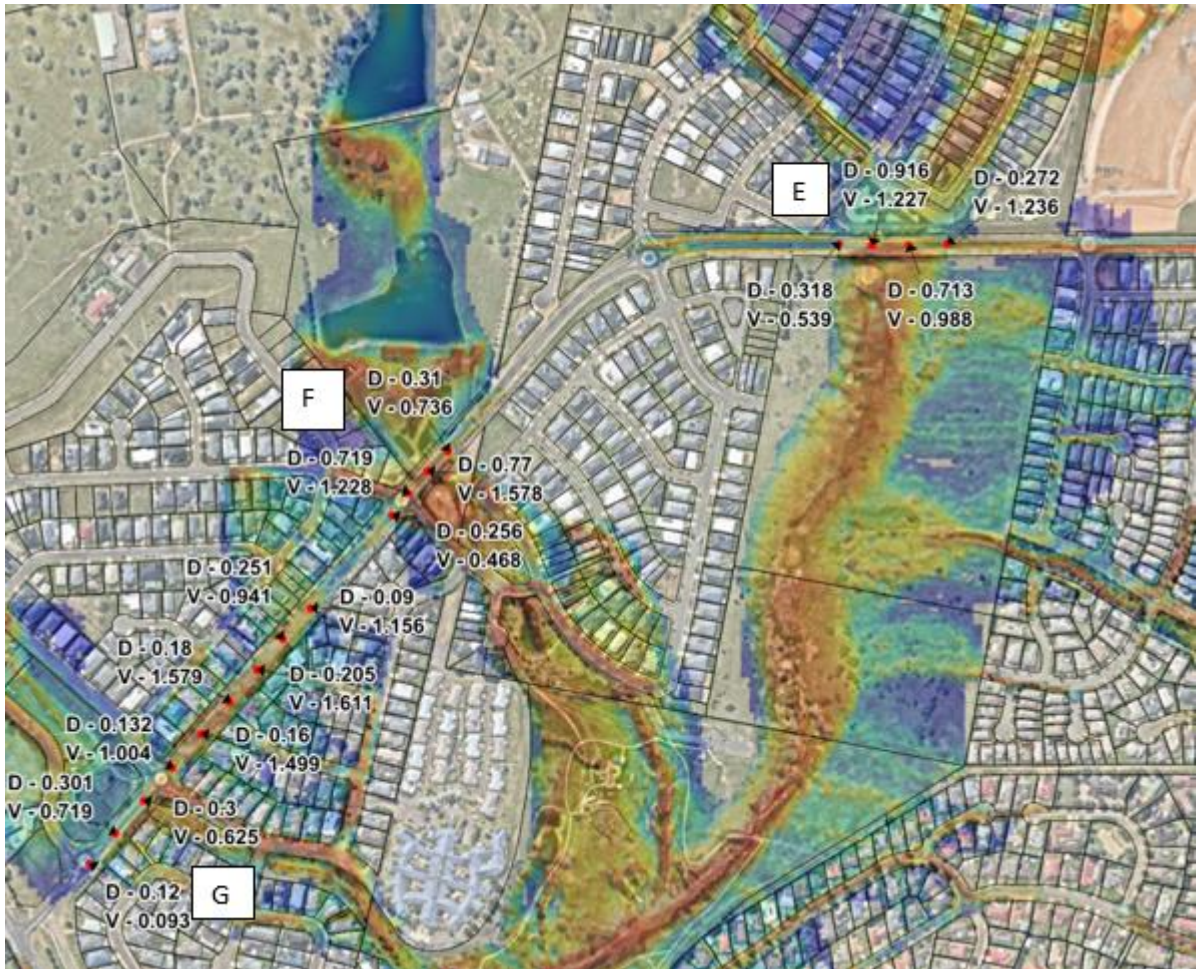 E
D - 0.916
V - 1.227
D - 0.272
V - 1.236
D - 0.318
V - 0.539
D - 0.713
V - 0.988
F
D - 0.31
V - 0.736
D - 0.719
V - 1.228
D - 0.77
V - 1.578
D - 0.256
V - 0.468
D - 0.251
V - 0.941
D - 0.09
V - 1.156
D - 0.18
V - 1.579
D - 0.205
V - 1.611
D - 0.132
V - 1.004
D - 0.16
V - 1.499
D - 0.301
V - 0.719
D - 0.3
V - 0.625
D - 0.12
V - 0.093
G